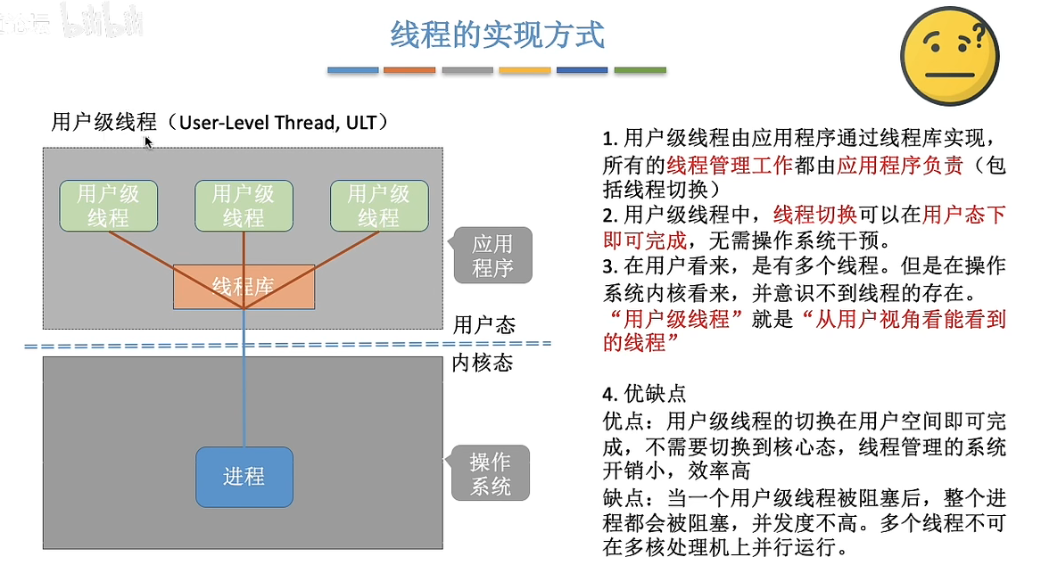 线程的实现方式
?
用户级线程（User-Level Thread, ULT）
用户级
线程
用户级
线程
用户级
线程
线程库
应用
程序
用户态
内核态
进程
操作
系统
1. 用户级线程由应用程序通过线程库实现，
所有的线程管理工作都由应用程序负责（包
括线程切换）
2. 用户级线程中，线程切换可以在用户态下
即可完成，无需操作系统干预。
3. 在用户看来，是有多个线程。但是在操作
系统内核看来，并意识不到线程的存在。
“用户级线程”就是“从用户视角看能看到
的线程”
4. 优缺点
优点：用户级线程的切换在用户空间即可完
成，不需要切换到核心态，线程管理的系统
开销小，效率高
缺点：当一个用户级线程被阻塞后，整个进
程都会被阻塞，并发度不高。多个线程不可
在多核处理机上并行运行。